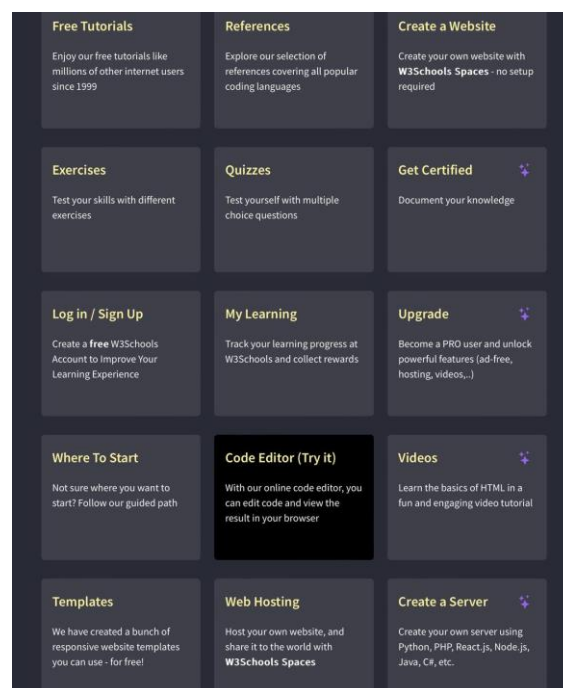 Free Tutorials
Enjoy our free tutorials like
millions of other internet users
since 1999
References
Explore our selection of
references covering all popular
coding languages
Create a Website
Create your own website with
W3Schools Spaces - no setup
required
Exercises
Test your skills with different
exercises
Quizzes
Test yourself with multiple
choice questions
Get Certified
Document your knowledge
Log in / Sign Up
Create a free W3Schools
Account to Improve Your
Learning Experience
My Learning
Track your learning progress at
W3Schools and collect rewards
Upgrade
Become a PRO user and unlock
powerful features (ad-free,
hosting, videos,..)
Where To Start
Not sure where you want to
start? Follow our guided path
Code Editor (Try it)
With our online code editor, you
can edit code and view the
result in your browser
Videos
Learn the basics of HTML in a
fun and engaging video tutorial
Templates
We have created a bunch of
responsive website templates
you can use - for free!
Web Hosting
Host your own website, and
share it to the world with
W3Schools Spaces
Create a Server
Create your own server using
Python, PHP, React.js, Node.js,
Java, C#, etc.